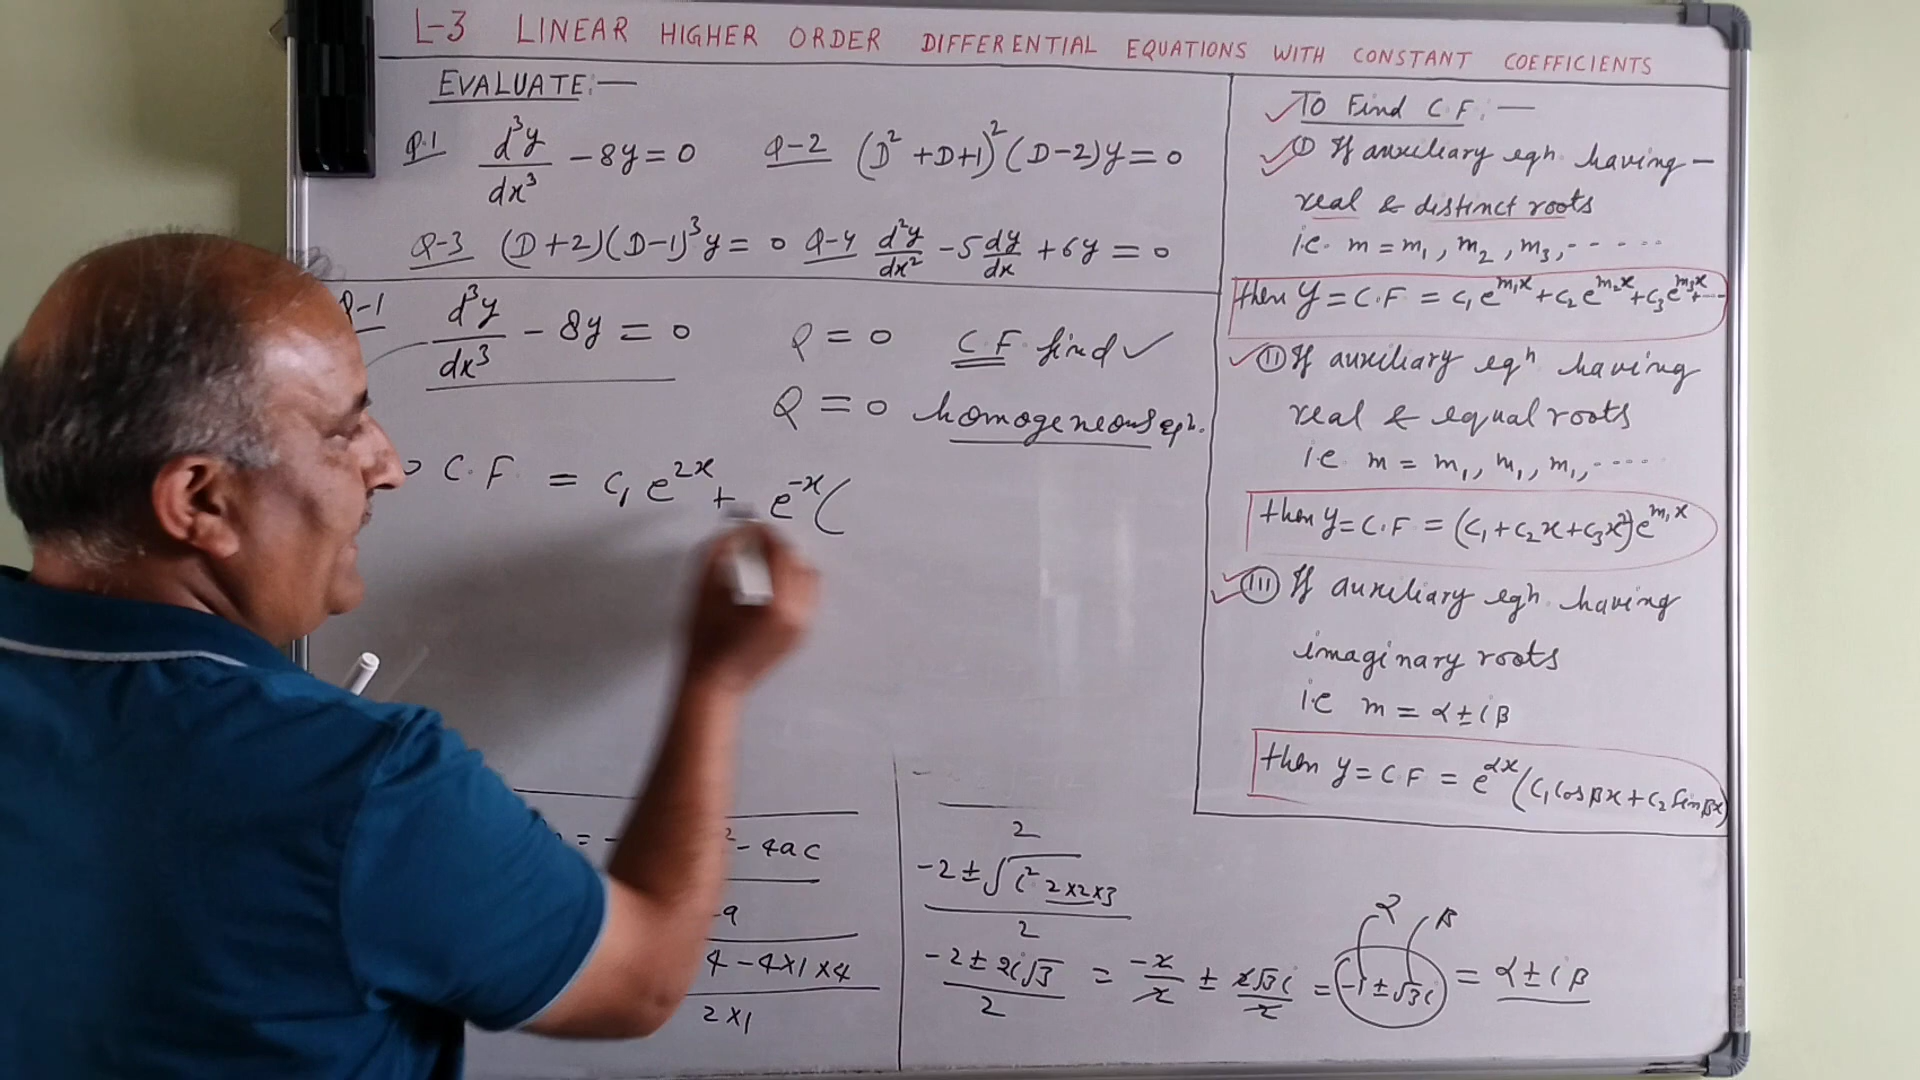 L-3 LINEAR HIGHER ORDER DIFFERENTIAL EQUATIONS WITH CONSTANT COEFFICIENTS
EVALUATE:—
Q.1 d³y/dx³ - 8y = 0 Q-2 (D² + D + 1)² (D - 2) y = 0
Q-3 (D + 2) (D - 1)³ y = 0 Q-4 d²y/dx² - 5 dy/dx + 6y = 0
Q-1 d³y/dx³ - 8y = 0 Q = 0 C.F. find ✓
Q = 0 homogeneous eqn.
C.F. = c₁ e^{2x} + e^{-x} (
² - 4ac
4 - 4×1×4
2×1
2
-2 ± √(i² 2×2×3)
2
(-2 ± 2i√3)/2 = -2/2 ± 2√3i/2 = -1 ± √3i = α ± iβ
α β
✓ To Find C.F. :—
✓ (I) If auxiliary eqn. having —
real & distinct roots
i.e. m = m₁, m₂, m₃, ------
then y = C.F = c₁ e^{m₁x} + c₂ e^{m₂x} + c₃ e^{m₃x} + ---
✓ (II) If auxiliary eqn having
real & equal roots
i.e m = m₁, m₁, m₁, ----
then y = C.F = (c₁ + c₂x + c₃x²) e^{m₁x}
✓ (III) If auxiliary eqn. having
imaginary roots
i.e m = α ± iβ
then y = C.F = e^{αx} (c₁ cos βx + c₂ sin βx)